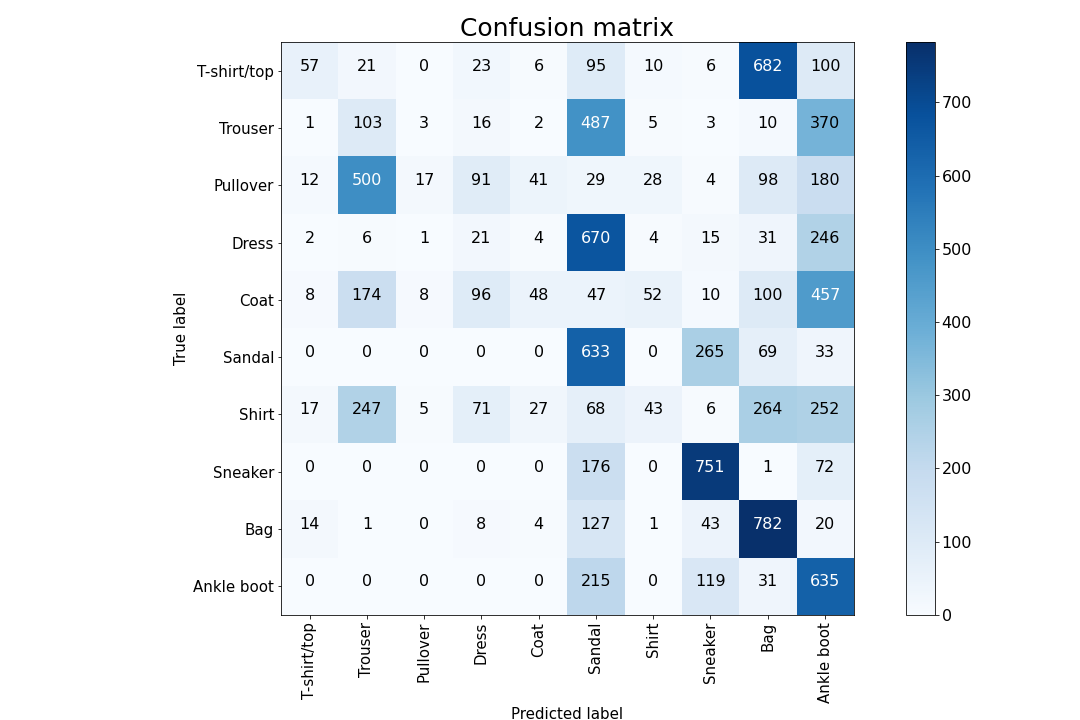 Confusion matrix
T-shirt/top 57 21 0 23 6 95 10 6 682 100
Trouser 1 103 3 16 2 487 5 3 10 370
Pullover 12 500 17 91 41 29 28 4 98 180
Dress 2 6 1 21 4 670 4 15 31 246
Coat 8 174 8 96 48 47 52 10 100 457
Sandal 0 0 0 0 0 633 0 265 69 33
Shirt 17 247 5 71 27 68 43 6 264 252
Sneaker 0 0 0 0 0 176 0 751 1 72
Bag 14 1 0 8 4 127 1 43 782 20
Ankle boot 0 0 0 0 0 215 0 119 31 635
True label
T-shirt/top
Trouser
Pullover
Dress
Coat
Sandal
Shirt
Sneaker
Bag
Ankle boot
Predicted label
700
600
500
400
300
200
100
0